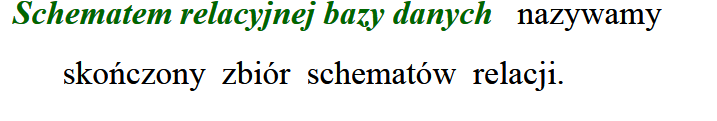 Schematem relacyjnej bazy danych nazywamy
skończony zbiór schematów relacji.